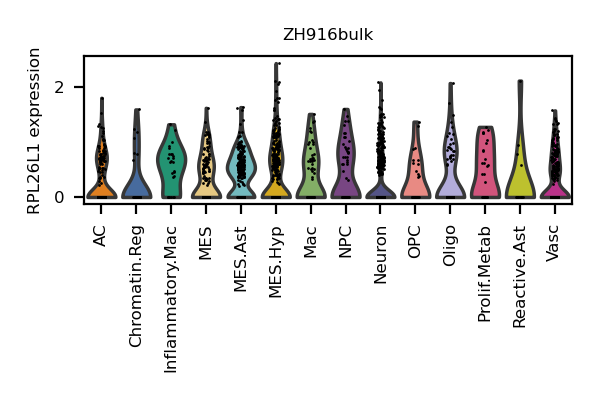 ZH916bulk
RPL26L1 expression
2
0
AC
Chromatin.Reg
Inflammatory.Mac
MES
MES.Ast
MES.Hyp
Mac
NPC
Neuron
OPC
Oligo
Prolif.Metab
Reactive.Ast
Vasc